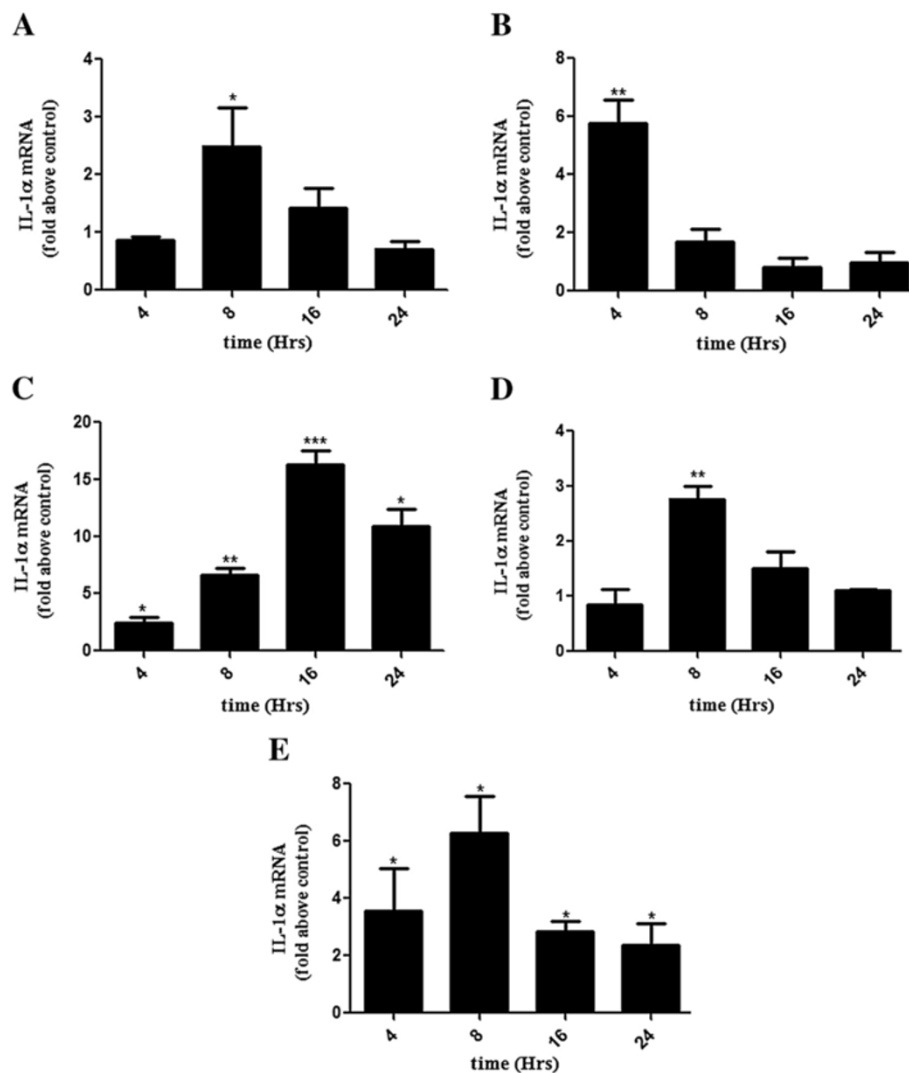 A
IL-1α mRNA
(fold above control)
4
3
2
1
0
*
4
8
16
24
time (Hrs)
B
IL-1α mRNA
(fold above control)
8
6
4
2
0
**
4
8
16
24
time (Hrs)
C
IL-1α mRNA
(fold above control)
20
15
10
5
0
*
**
***
*
4
8
16
24
time (Hrs)
D
IL-1α mRNA
(fold above control)
4
3
2
1
0
**
4
8
16
24
time (Hrs)
E
IL-1α mRNA
(fold above control)
8
6
4
2
0
*
*
*
*
4
8
16
24
time (Hrs)